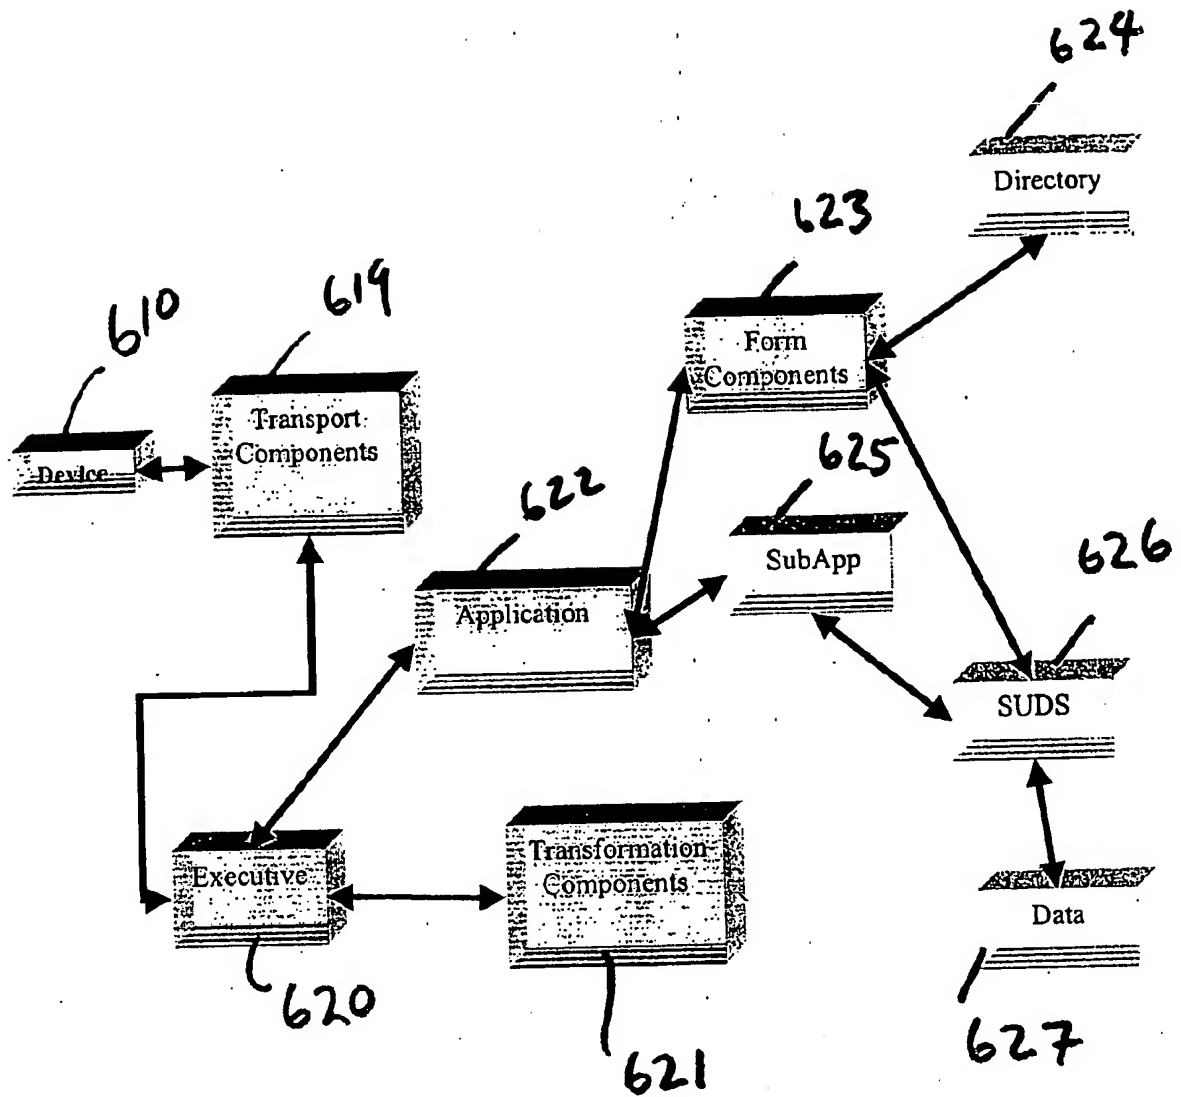 624
Directory
623
Form
Components
610
619
Device
Transport
Components
622
625
Application
SubApp
626
SUDS
Executive
Transformation
Components
Data
620
621
627